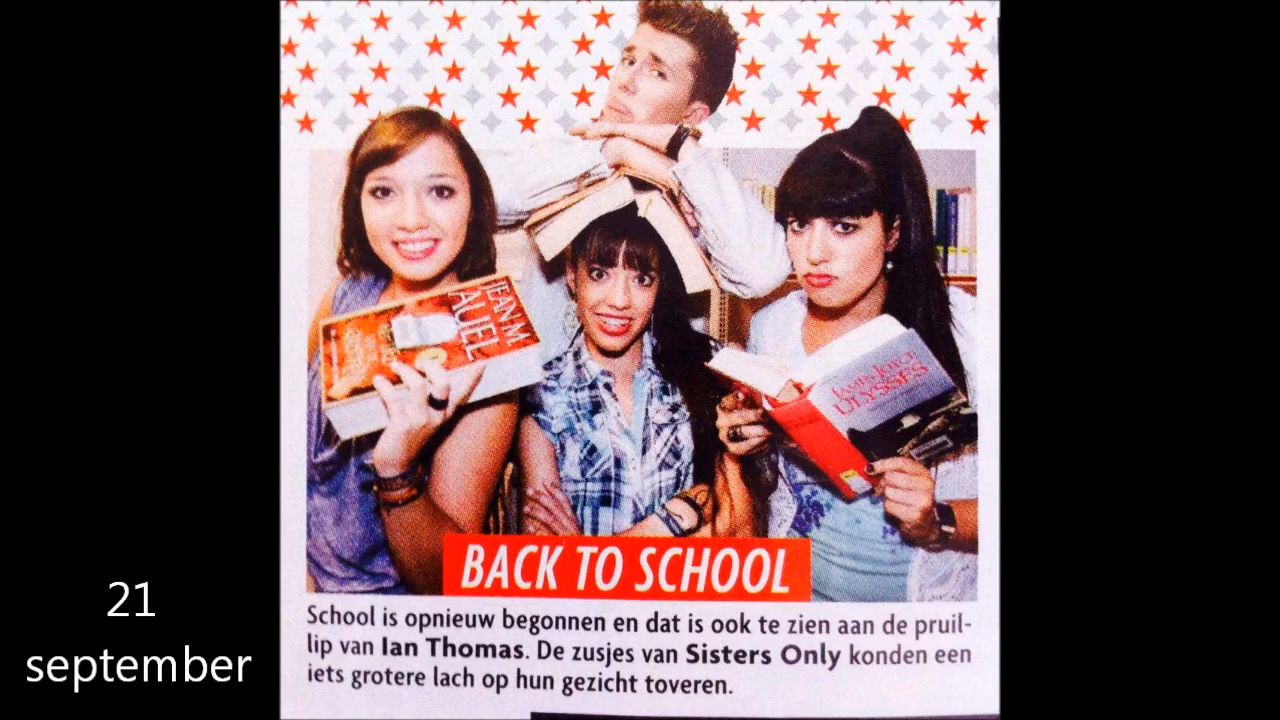 JEAN M.
AUEL
JAMES JOYCE
ULYSSES
BACK TO SCHOOL
School is opnieuw begonnen en dat is ook te zien aan de pruil-
lip van Ian Thomas. De zusjes van Sisters Only konden een
iets grotere lach op hun gezicht toveren.
21
september